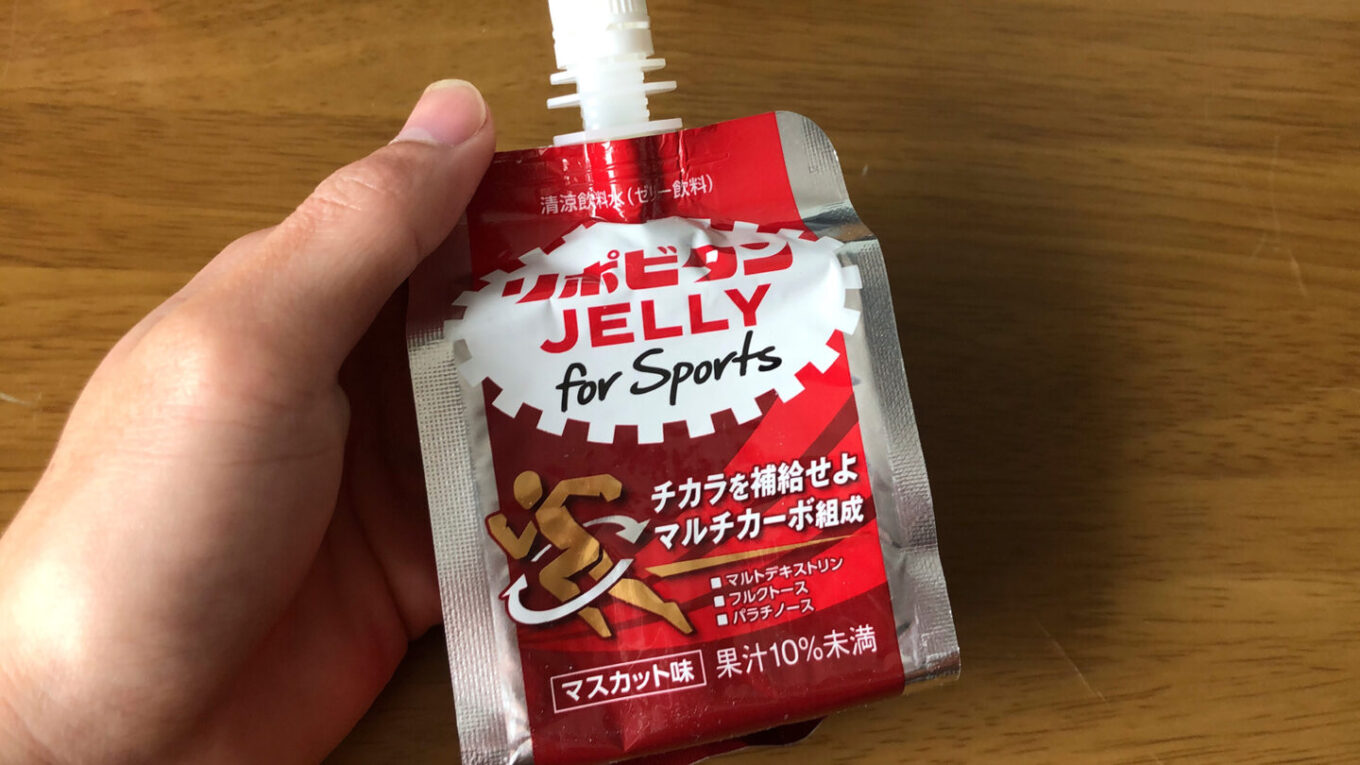 清涼飲料水(ゼリー飲料)
リポビタン
JELLY
for Sports
チカラを補給せよ
マルチカーボ組成
■マルトデキストリン
■フルクトース
■パラチノース
マスカット味 果汁10%未満